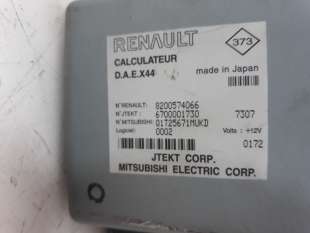 RENAULT
373
CALCULATEUR
D.A.E.X44
made in Japan
N°RENAULT: 8200574066
N°JTEKT: 6700001730 7307
N°MITSUBISHI: 01T25671MUKD
Logiciel: 0002 Volts: +12V
0172
JTEKT CORP.
MITSUBISHI ELECTRIC CORP.